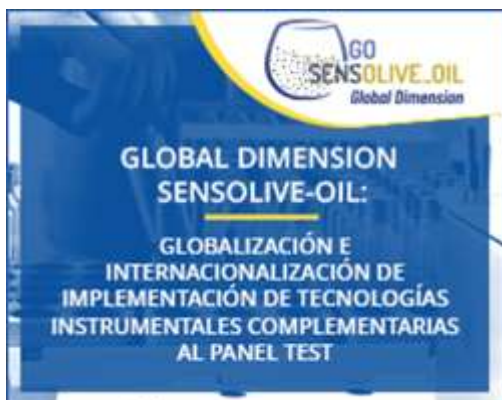 GO
SENSOLIVE_OIL
Global Dimension
GLOBAL DIMENSION
SENSOLIVE-OIL:
GLOBALIZACIÓN E
INTERNACIONALIZACIÓN DE
IMPLEMENTACIÓN DE TECNOLOGÍAS
INSTRUMENTALES COMPLEMENTARIAS
AL PANEL TEST